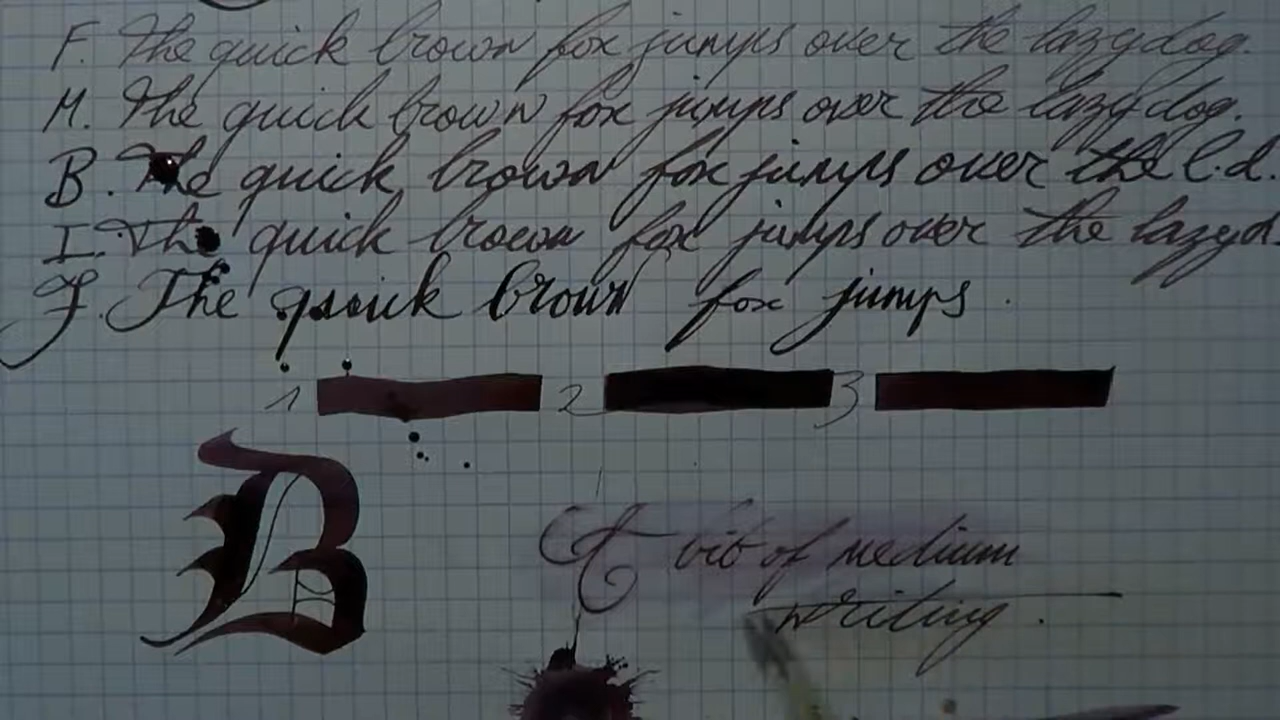 F. The quick brown fox jumps over the lazy dog.
M. The quick brown fox jumps over the lazy dog.
B. The quick brown fox jumps over the l.d.
I. The quick brown fox jumps over the lazy d.
J. The quick brown fox jumps.
1 2 3
B
A bit of medium
writing.